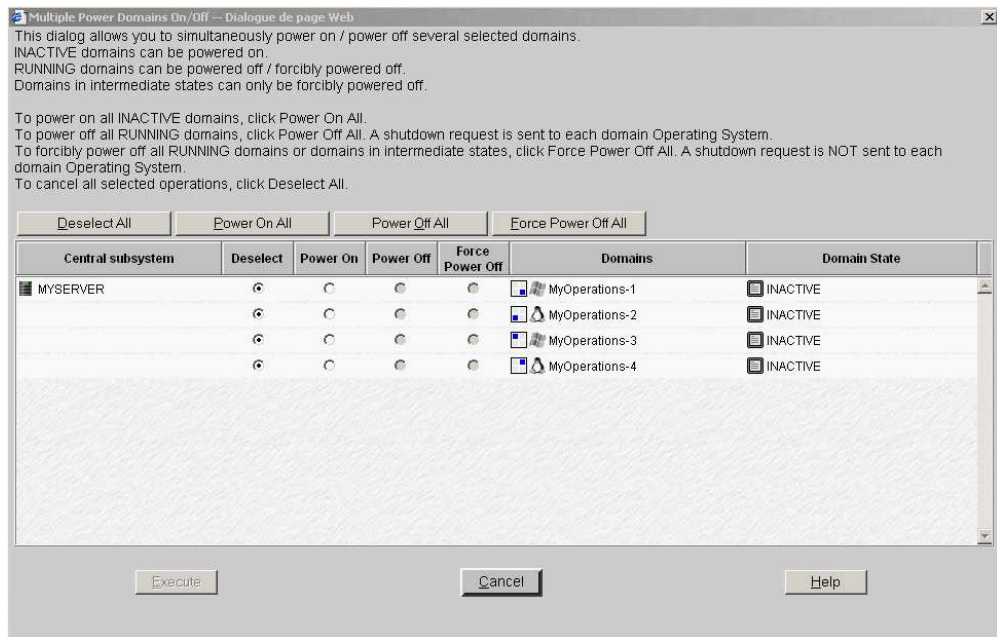 Multiple Power Domains On/Off -- Dialogue de page Web
This dialog allows you to simultaneously power on / power off several selected domains.
INACTIVE domains can be powered on.
RUNNING domains can be powered off / forcibly powered off.
Domains in intermediate states can only be forcibly powered off.
To power on all INACTIVE domains, click Power On All.
To power off all RUNNING domains, click Power Off All. A shutdown request is sent to each domain Operating System.
To forcibly power off all RUNNING domains or domains in intermediate states, click Force Power Off All. A shutdown request is NOT sent to each
domain Operating System.
To cancel all selected operations, click Deselect All.
Deselect All Power On All Power Off All Force Power Off All
Central subsystem Deselect Power On Power Off Force Power Off Domains Domain State
MYSERVER MyOperations-1 INACTIVE
MyOperations-2 INACTIVE
MyOperations-3 INACTIVE
MyOperations-4 INACTIVE
Execute Cancel Help